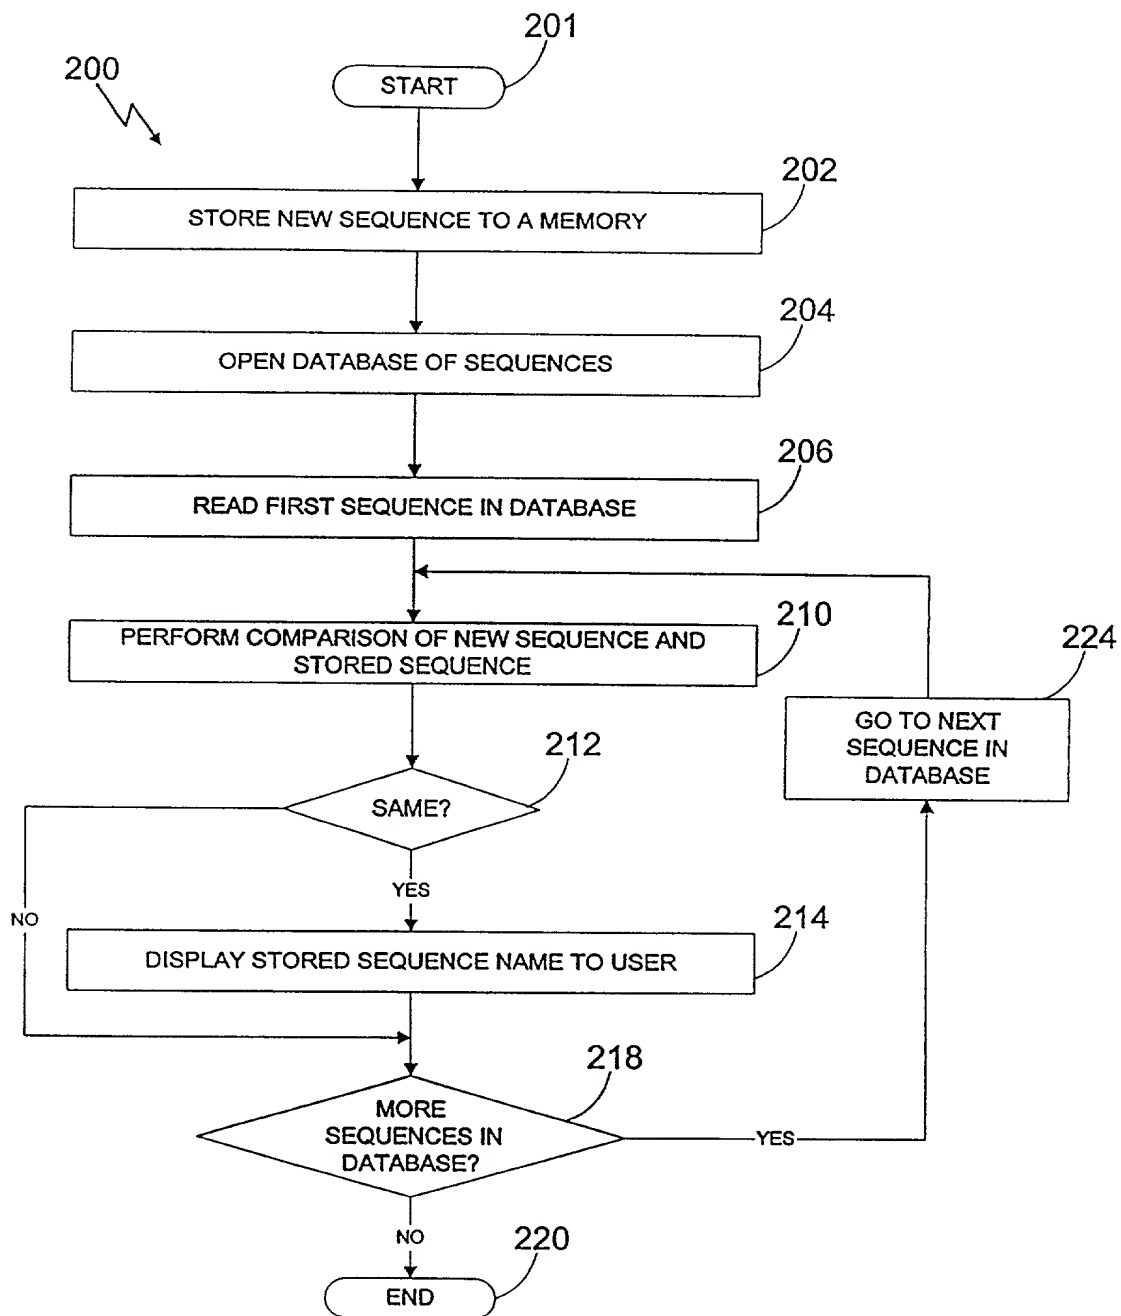 201
200
START
202
STORE NEW SEQUENCE TO A MEMORY
204
OPEN DATABASE OF SEQUENCES
206
READ FIRST SEQUENCE IN DATABASE
210
PERFORM COMPARISON OF NEW SEQUENCE AND
STORED SEQUENCE
224
GO TO NEXT
SEQUENCE IN
DATABASE
212
SAME?
YES
NO
214
DISPLAY STORED SEQUENCE NAME TO USER
218
MORE
SEQUENCES IN
DATABASE?
YES
NO
220
END